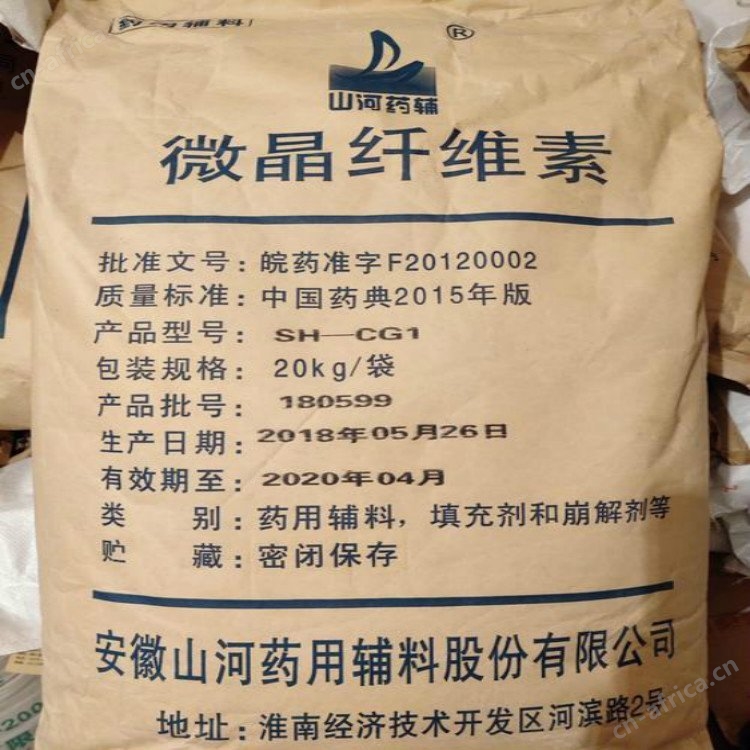 药用辅料
®
山河药辅
微晶纤维素
批准文号:皖药准字F20120002
质量标准:中国药典2015年版
产品型号:SH—CG1
包装规格:20kg/袋
产品批号:180599
生产日期:2018年05月26日
有效期至:2020年04月
类 别:药用辅料,填充剂和崩解剂等
贮 藏:密闭保存
安徽山河药用辅料股份有限公司
地址:淮南经济技术开发区河滨路2号
cn-africa.cn